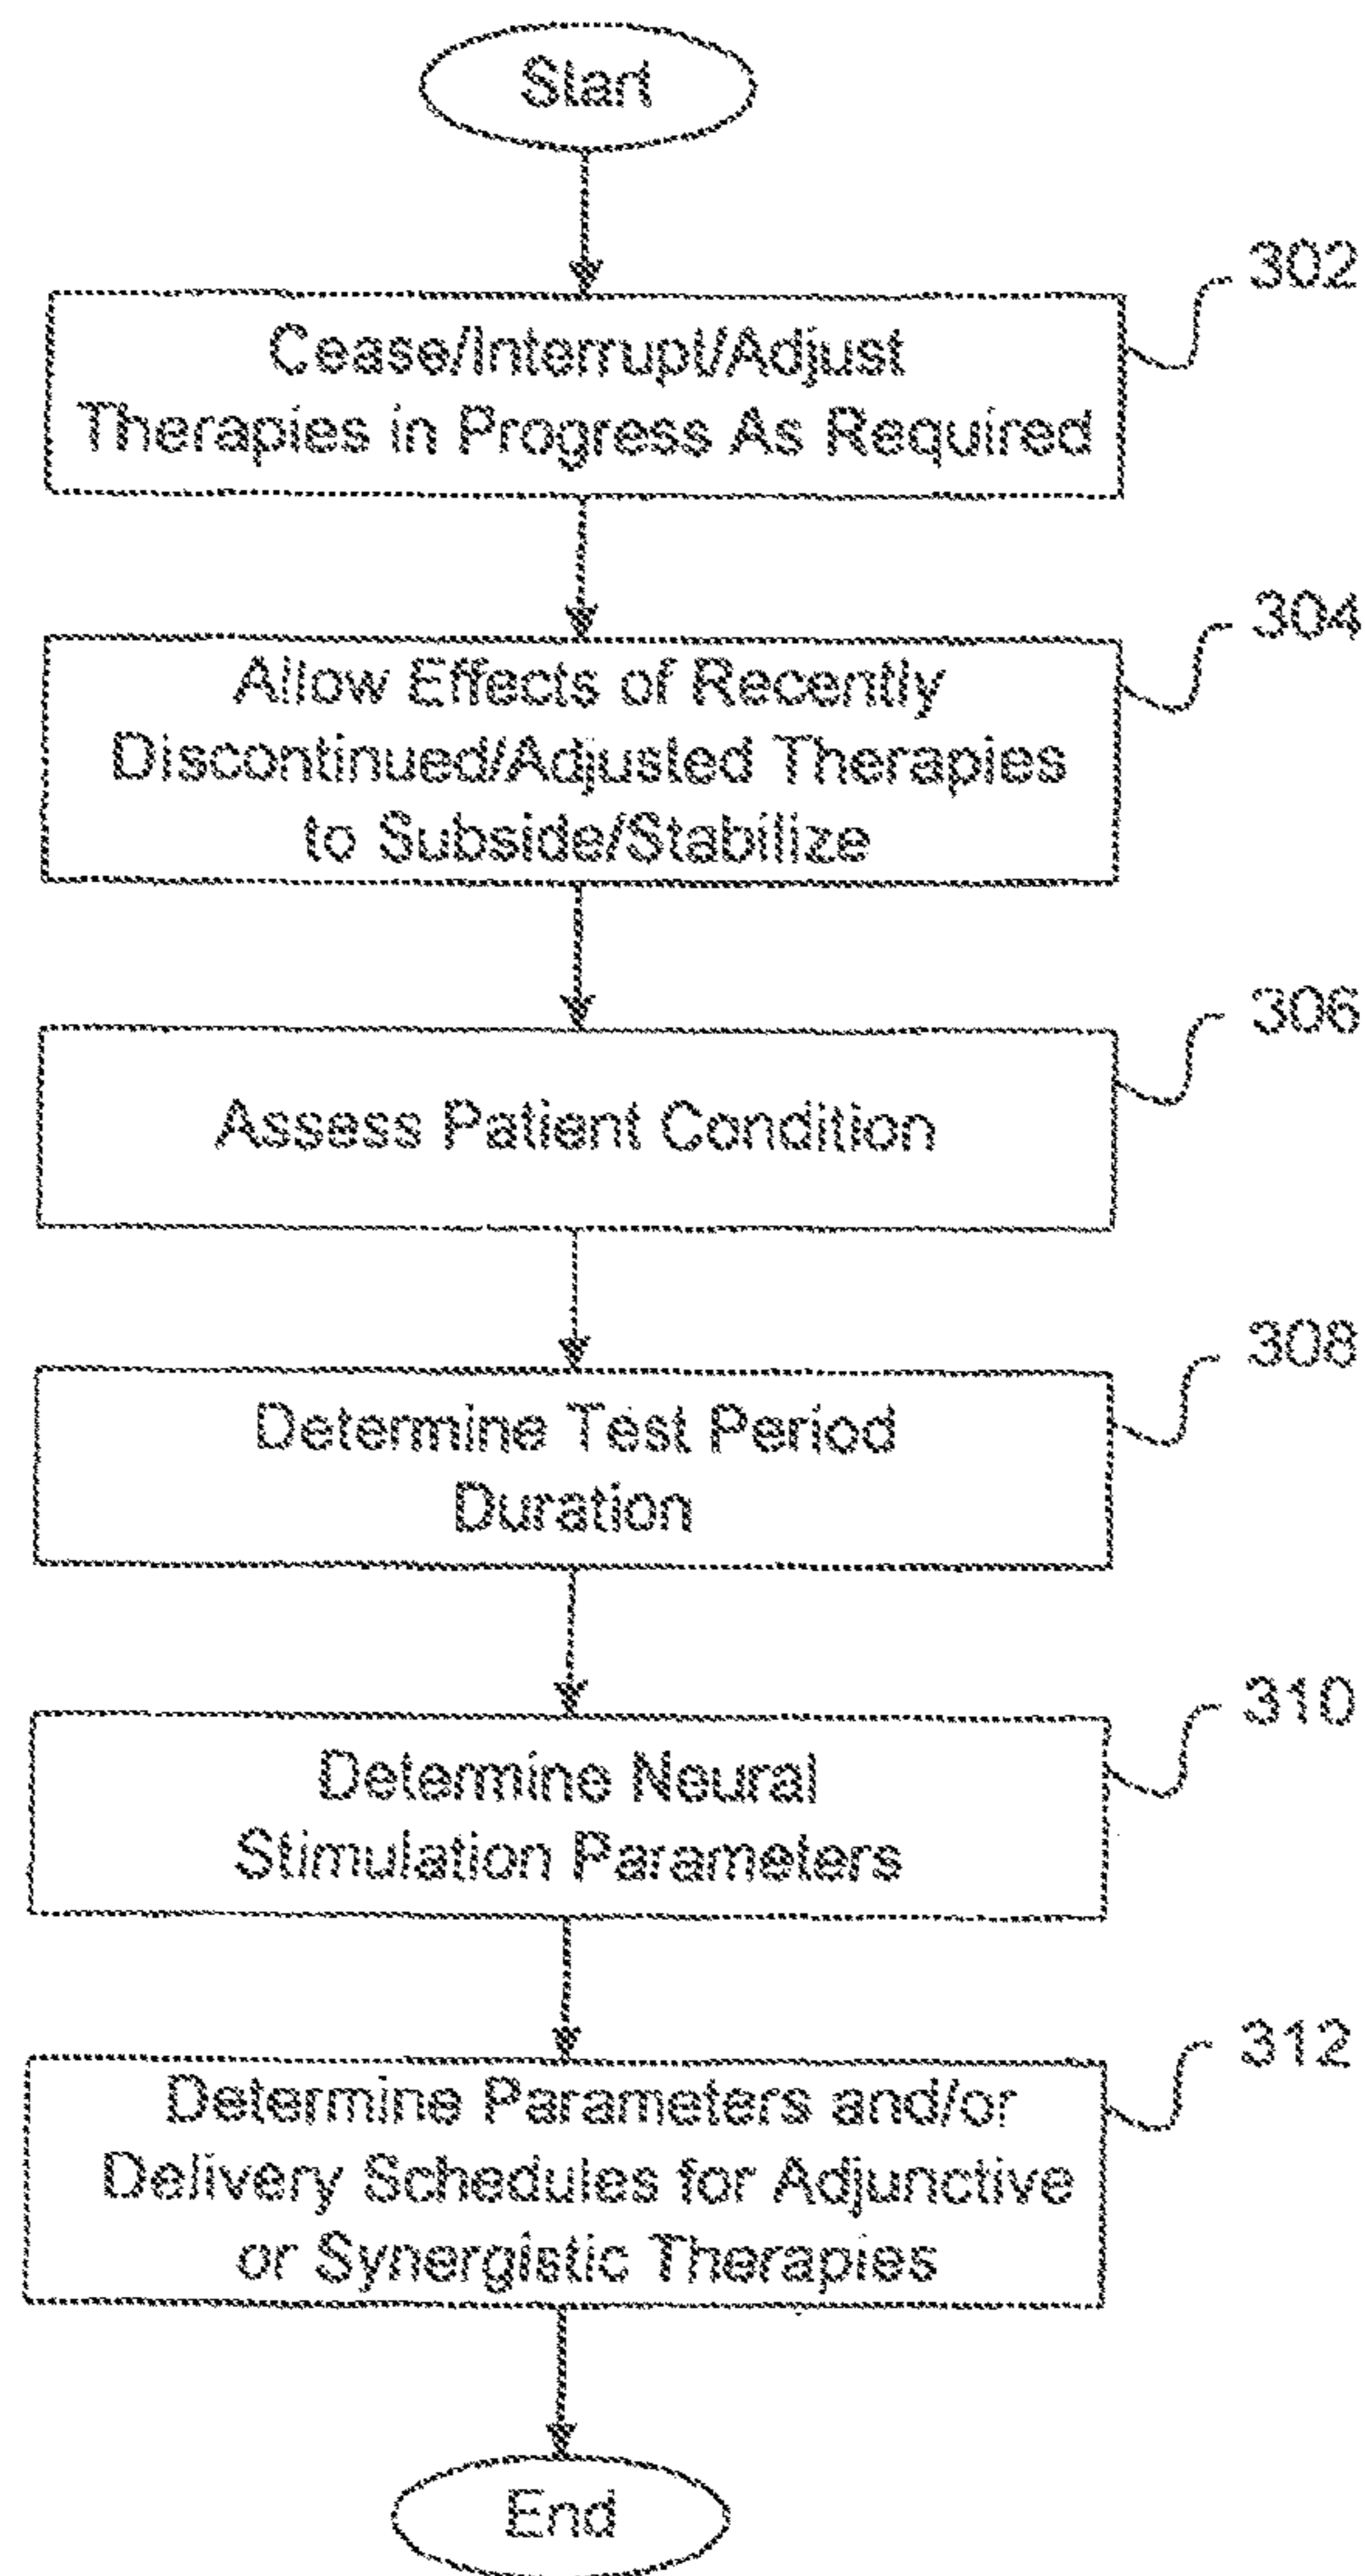 Start
302
Cease/Interrupt/Adjust
Therapies in Progress As Required
304
Allow Effects of Recently
Discontinued/Adjusted Therapies
to Subside/Stabilize
306
Assess Patient Condition
308
Determine Test Period
Duration
310
Determine Neural
Stimulation Parameters
312
Determine Parameters and/or
Delivery Schedules for Adjunctive
or Synergistic Therapies
End